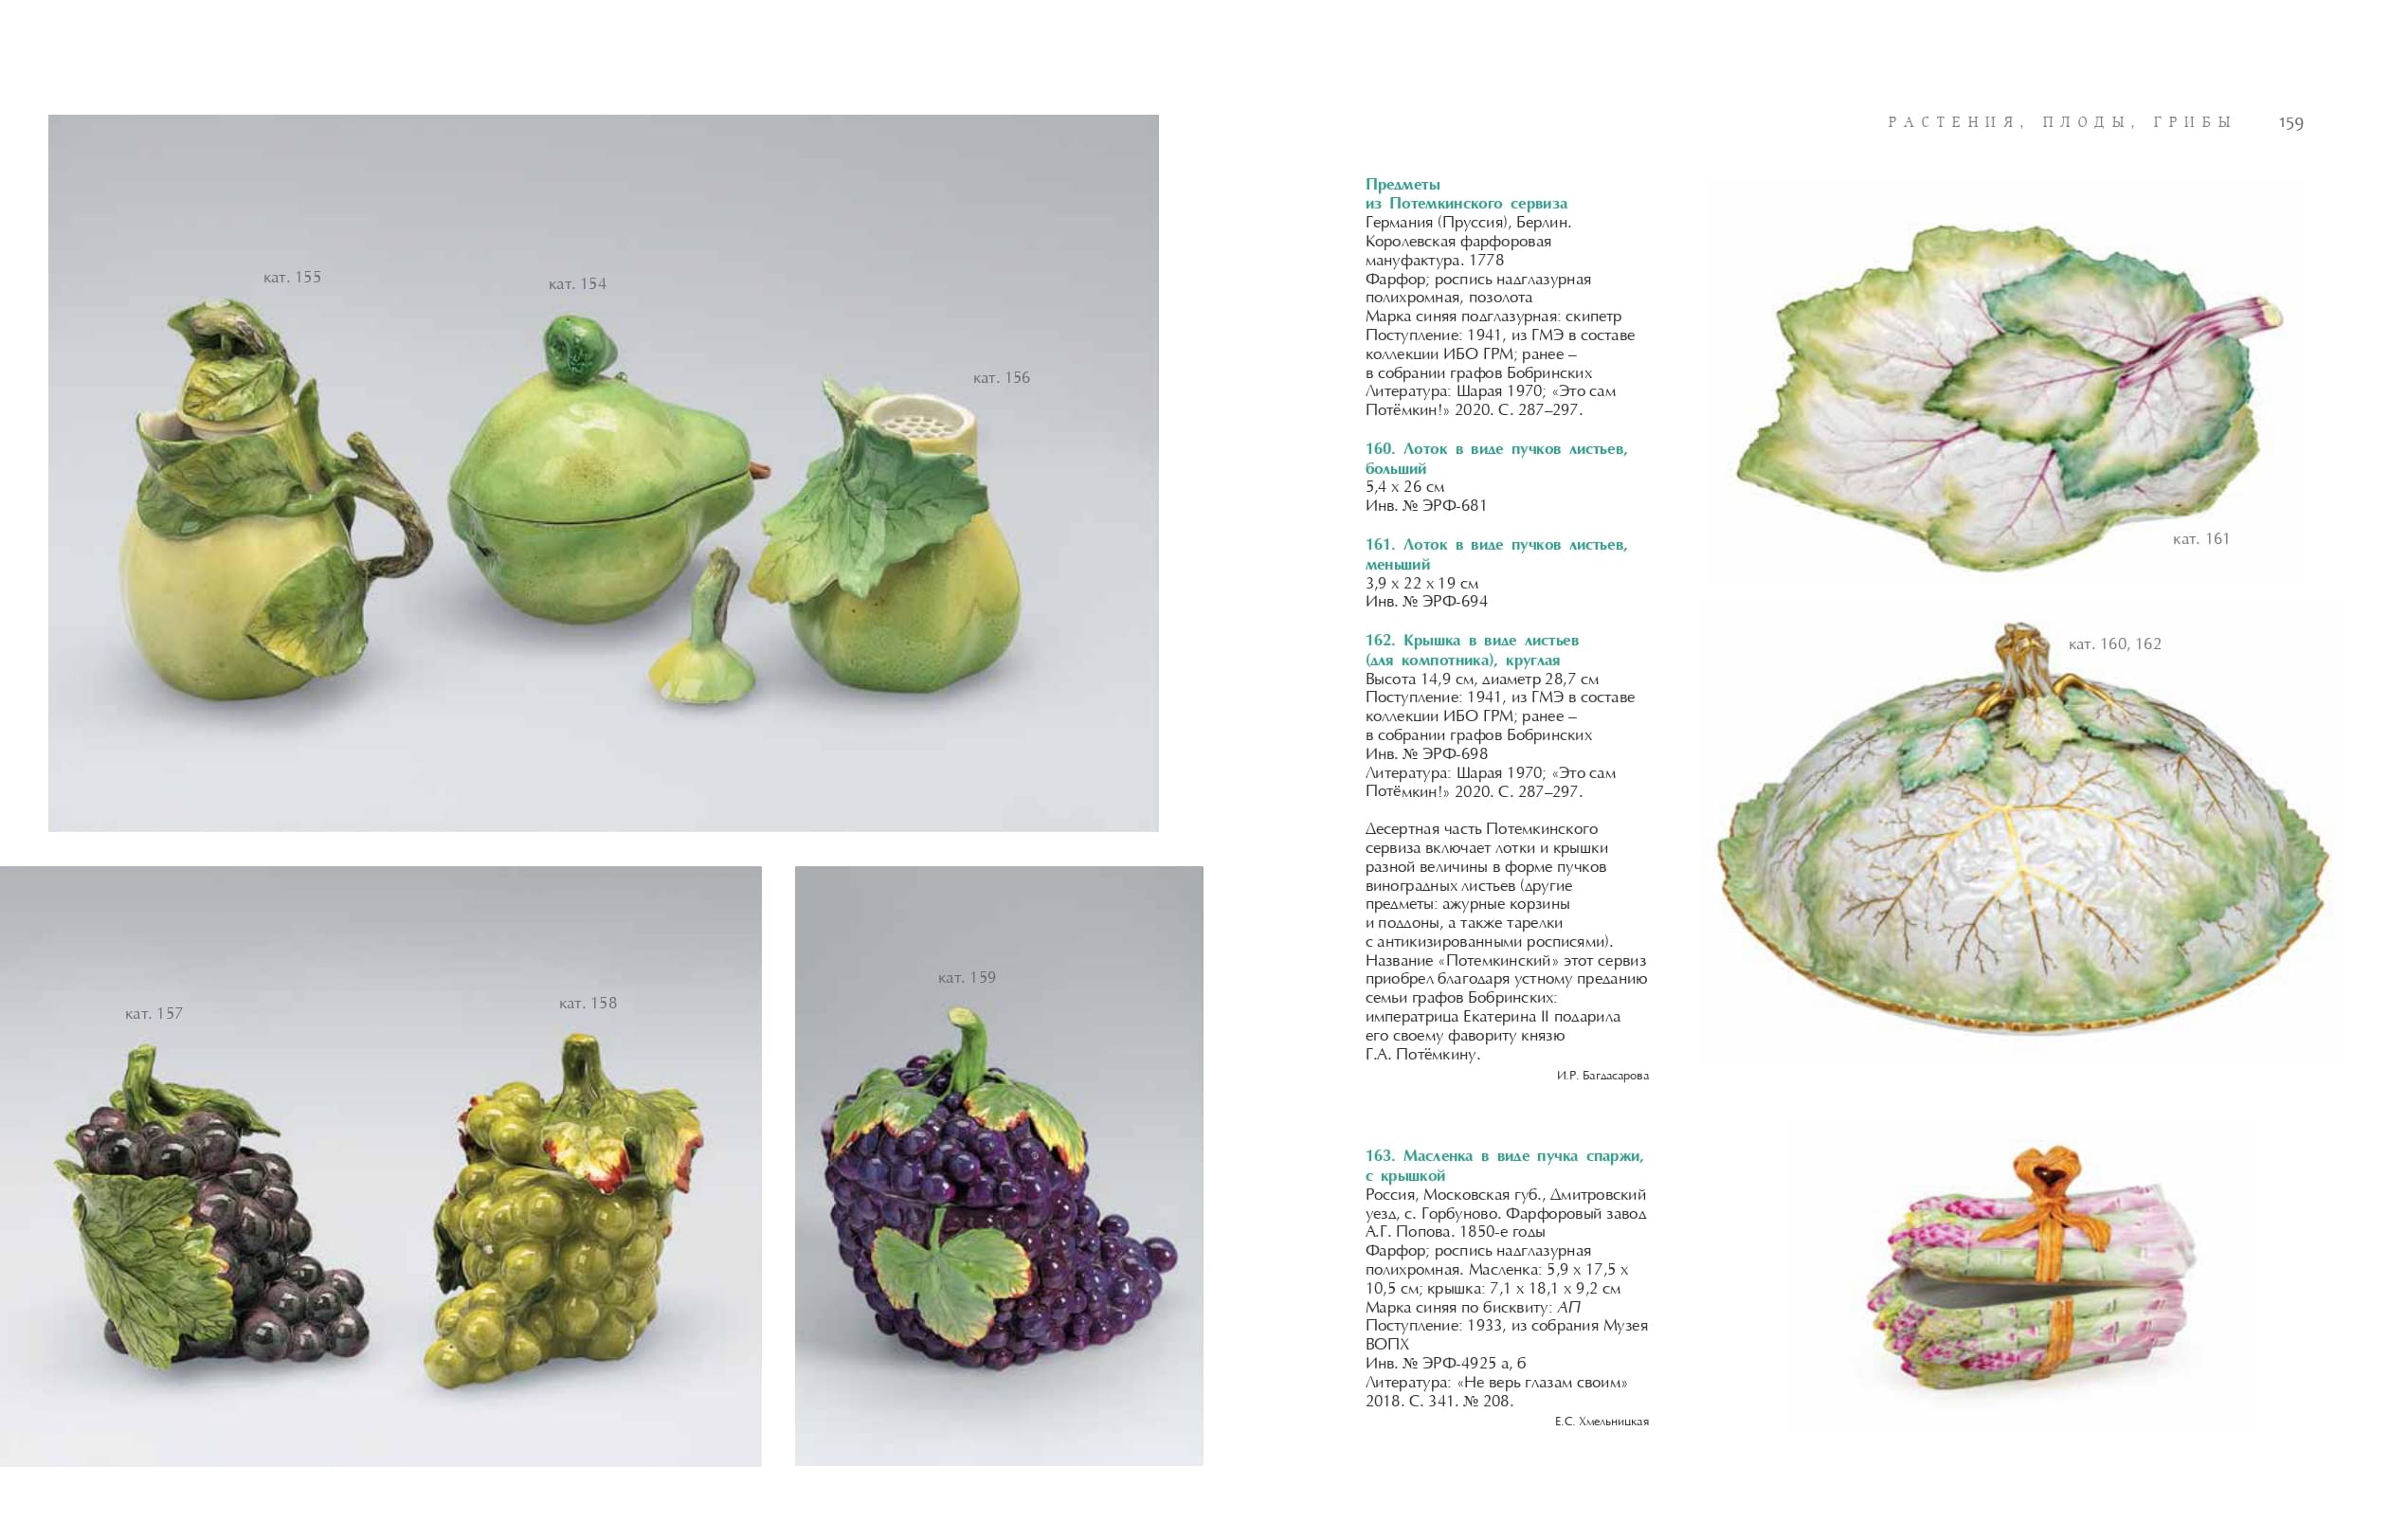 РАСТЕНИЯ, ПЛОДЫ, ГРИБЫ 159
кат. 155
кат. 154
кат. 156
кат. 157
кат. 158
кат. 159
Предметы
из Потемкинского сервиза
Германия (Пруссия), Берлин.
Королевская фарфоровая
мануфактура. 1778
Фарфор; роспись надглазурная
полихромная, позолота
Марка синяя подглазурная: скипетр
Поступление: 1941, из ГМЭ в составе
коллекции ИБО ГРМ; ранее –
в собрании графов Бобринских
Литература: Шарая 1970; «Это сам
Потёмкин!» 2020. С. 287–297.
160. Лоток в виде пучков листьев,
больший
5,4 х 26 см
Инв. № ЭРФ-681
161. Лоток в виде пучков листьев,
меньший
3,9 х 22 х 19 см
Инв. № ЭРФ-694
162. Крышка в виде листьев
(для компотника), круглая
Высота 14,9 см, диаметр 28,7 см
Поступление: 1941, из ГМЭ в составе
коллекции ИБО ГРМ; ранее –
в собрании графов Бобринских
Инв. № ЭРФ-698
Литература: Шарая 1970; «Это сам
Потёмкин!» 2020. С. 287–297.
Десертная часть Потемкинского
сервиза включает лотки и крышки
разной величины в форме пучков
виноградных листьев (другие
предметы: ажурные корзины
и поддоны, а также тарелки
с антикизированными росписями).
Название «Потемкинский» этот сервиз
приобрел благодаря устному преданию
семьи графов Бобринских:
императрица Екатерина II подарила
его своему фавориту князю
Г.А. Потёмкину.
И.Р. Багдасарова
163. Масленка в виде пучка спаржи,
с крышкой
Россия, Московская губ., Дмитровский
уезд, с. Горбуново. Фарфоровый завод
А.Г. Попова. 1850-е годы
Фарфор; роспись надглазурная
полихромная. Масленка: 5,9 х 17,5 х
10,5 см; крышка: 7,1 х 18,1 х 9,2 см
Марка синяя по бисквиту: АП
Поступление: 1933, из собрания Музея
ВОПХ
Инв. № ЭРФ-4925 а, б
Литература: «Не верь глазам своим»
2018. С. 341. № 208.
Е.С. Хмельницкая
кат. 161
кат. 160, 162